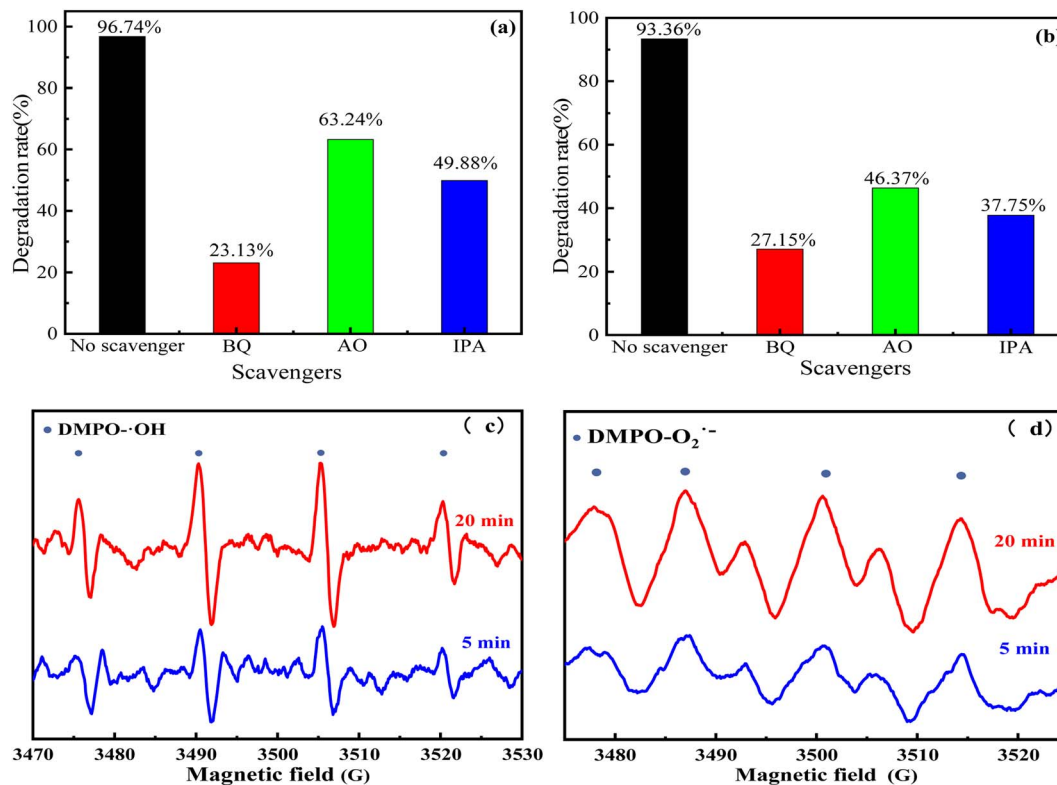 (a)
96.74%
63.24%
49.88%
23.13%
100
80
60
40
20
0
Degradation rate(%)
No scavenger BQ AO IPA
Scavengers
(b)
93.36%
46.37%
37.75%
27.15%
100
80
60
40
20
0
Degradation rate(%)
No scavenger BQ AO IPA
Scavengers
( c)
DMPO-·OH
20 min
5 min
3470 3480 3490 3500 3510 3520 3530
Magnetic field (G)
( d)
DMPO-O₂˙⁻
20 min
5 min
3480 3490 3500 3510 3520
Magnetic field (G)